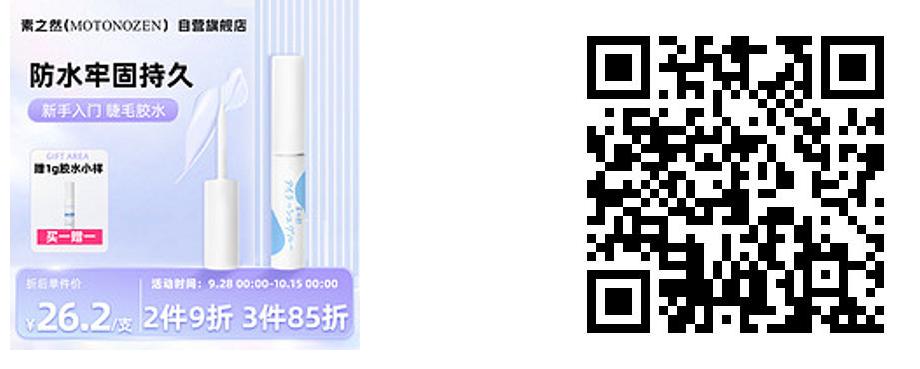 素之然(MOTONOZEN) 自营旗舰店
防水牢固持久
新手入门 睫毛胶水
GIFT AREA
赠1g胶水小样
买一赠一
折后单件价
¥26.2/支
活动时间：9.28 00:00-10.15 00:00
2件9折 3件85折